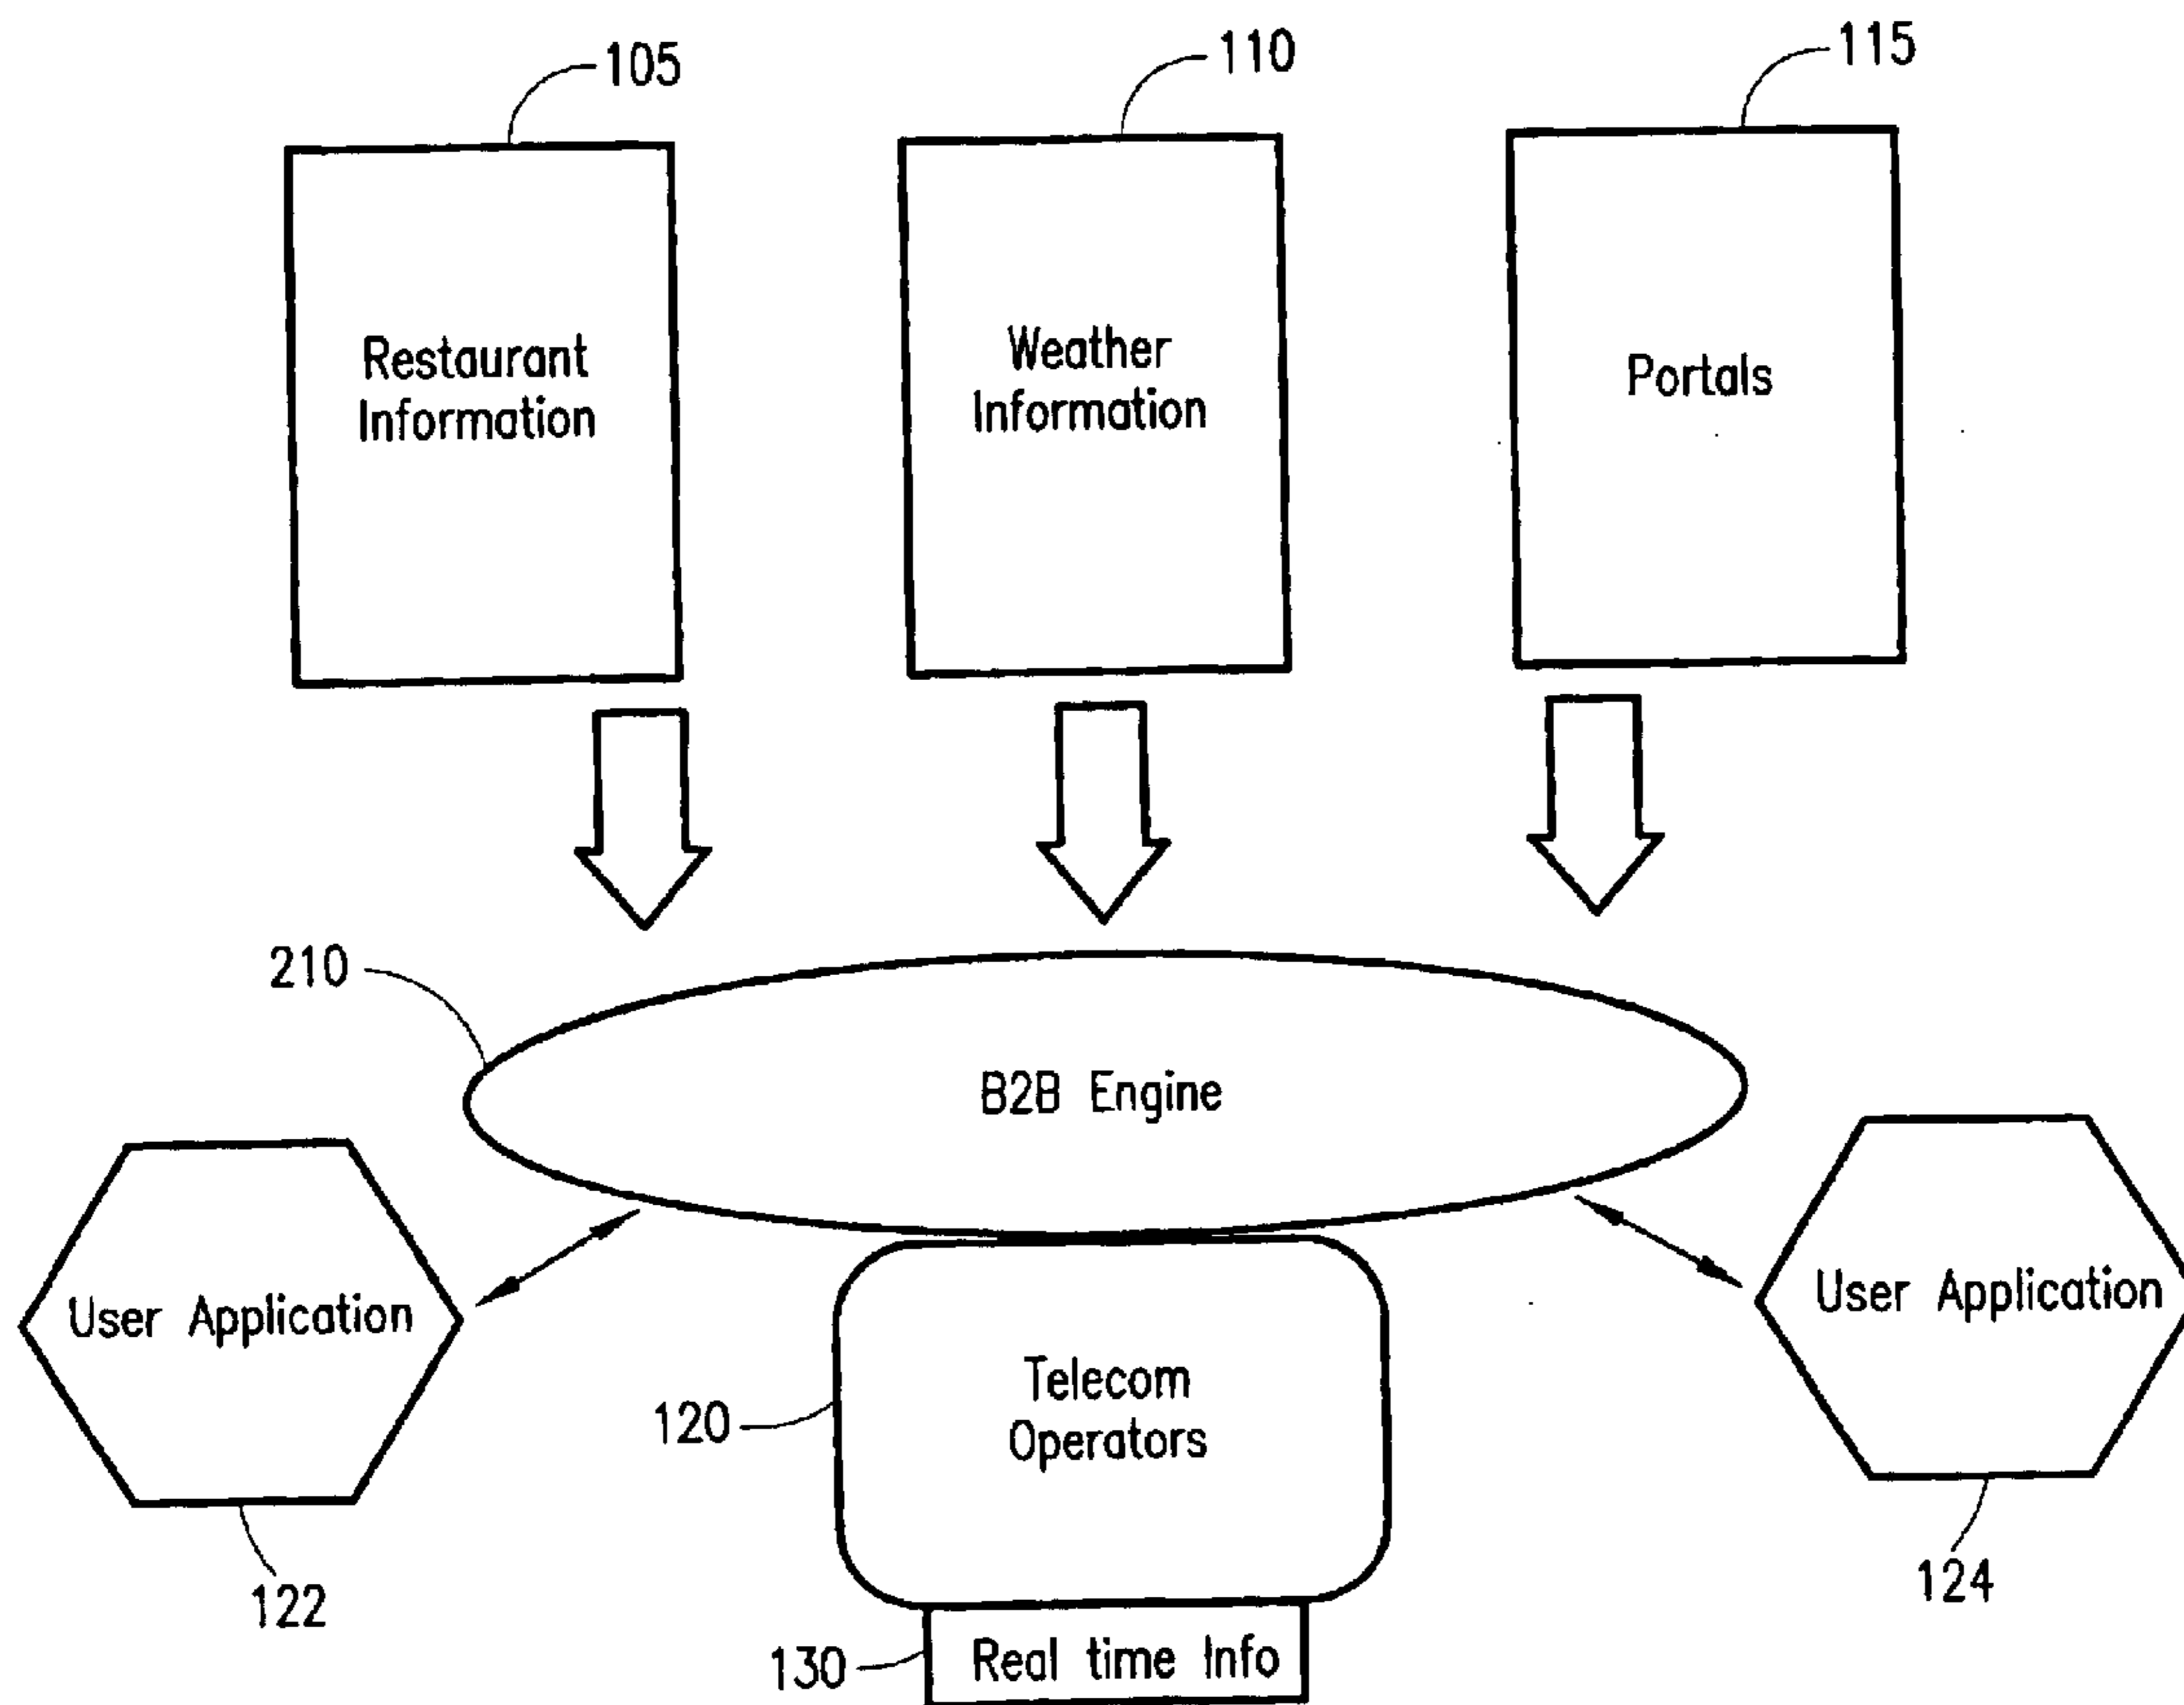 105
110
115
Restaurant
Information
Weather
Information
Portals
210
B2B Engine
User Application
User Application
Telecom
Operators
120
122
124
130
Real time Info